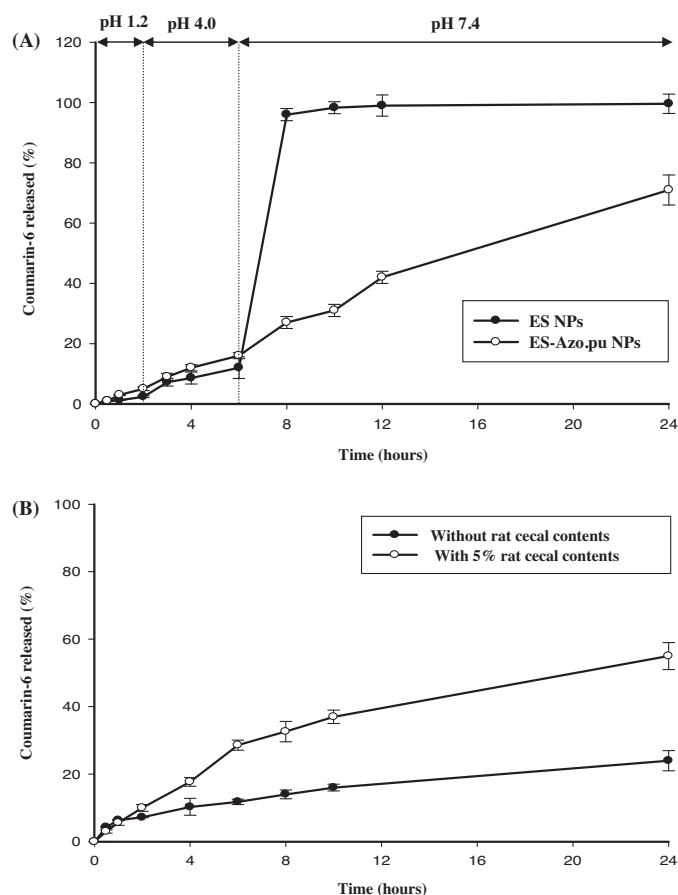 pH 1.2 pH 4.0 pH 7.4
(A)
120
100
80
60
40
20
0
Coumarin-6 released (%)
ES NPs
ES-Azo.pu NPs
0 4 8 12 16 20 24
Time (hours)
(B)
100
80
60
40
20
0
Coumarin-6 released (%)
Without rat cecal contents
With 5% rat cecal contents
0 4 8 12 16 20 24
Time (hours)